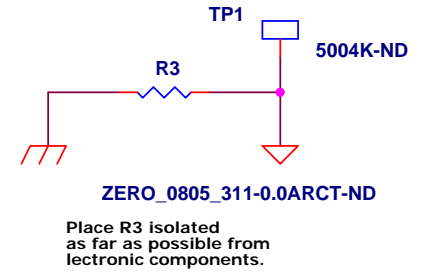 TP1
5004K-ND
R3
ZERO_0805_311-0.0ARCT-ND
Place R3 isolated
as far as possible from
lectronic components.